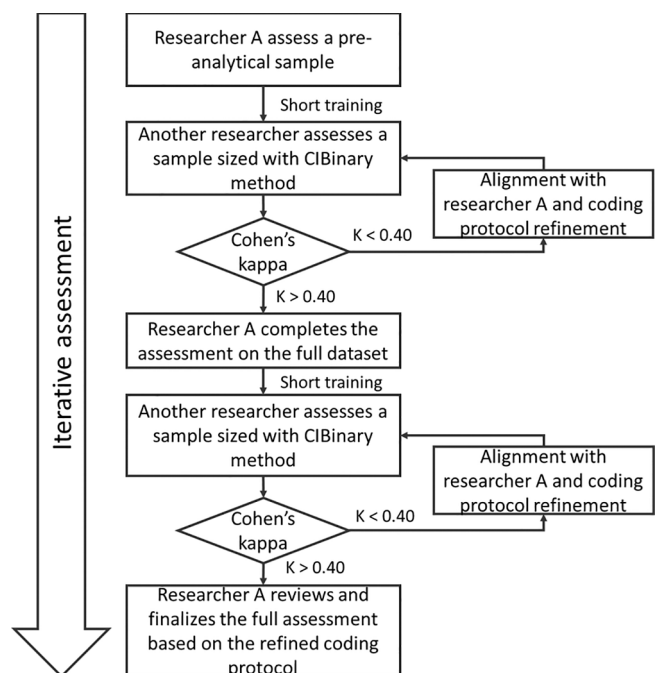 Iterative assessment
Researcher A assess a pre-
analytical sample
Short training
Another researcher assesses a
sample sized with CIBinary
method
Alignment with
researcher A and coding
protocol refinement
Cohen's
kappa
K < 0.40
K > 0.40
Researcher A completes the
assessment on the full dataset
Short training
Another researcher assesses a
sample sized with CIBinary
method
Alignment with
researcher A and coding
protocol refinement
Cohen's
kappa
K < 0.40
K > 0.40
Researcher A reviews and
finalizes the full assessment
based on the refined coding
protocol